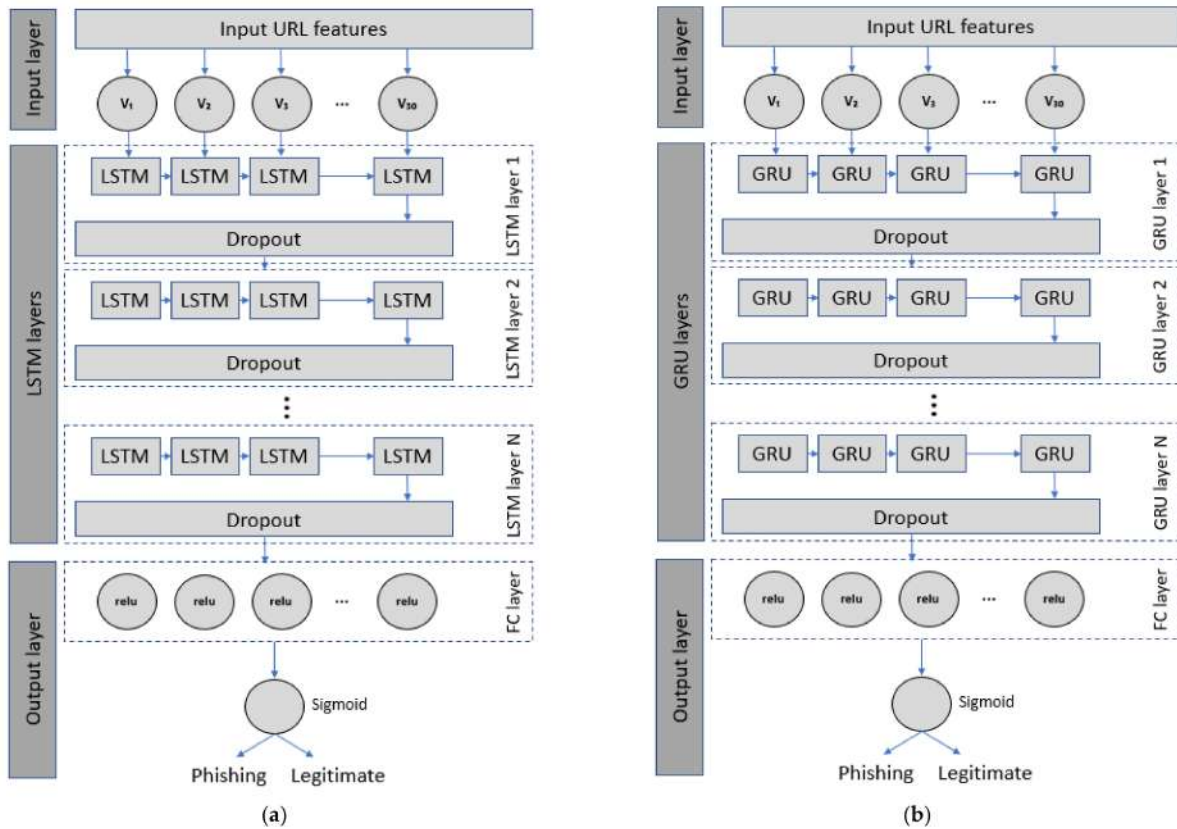 Input layer
Input URL features
V1 V2 V3 ... V30
LSTM layers
LSTM LSTM LSTM LSTM
Dropout
LSTM layer 1
LSTM LSTM LSTM LSTM
Dropout
LSTM layer 2
...
LSTM LSTM LSTM LSTM
Dropout
LSTM layer N
Output layer
relu relu relu ... relu
FC layer
Sigmoid
Phishing Legitimate
(a)
Input layer
Input URL features
V1 V2 V3 ... V30
GRU layers
GRU GRU GRU GRU
Dropout
GRU layer 1
GRU GRU GRU GRU
Dropout
GRU layer 2
...
GRU GRU GRU GRU
Dropout
GRU layer N
Output layer
relu relu relu ... relu
FC layer
Sigmoid
Phishing Legitimate
(b)